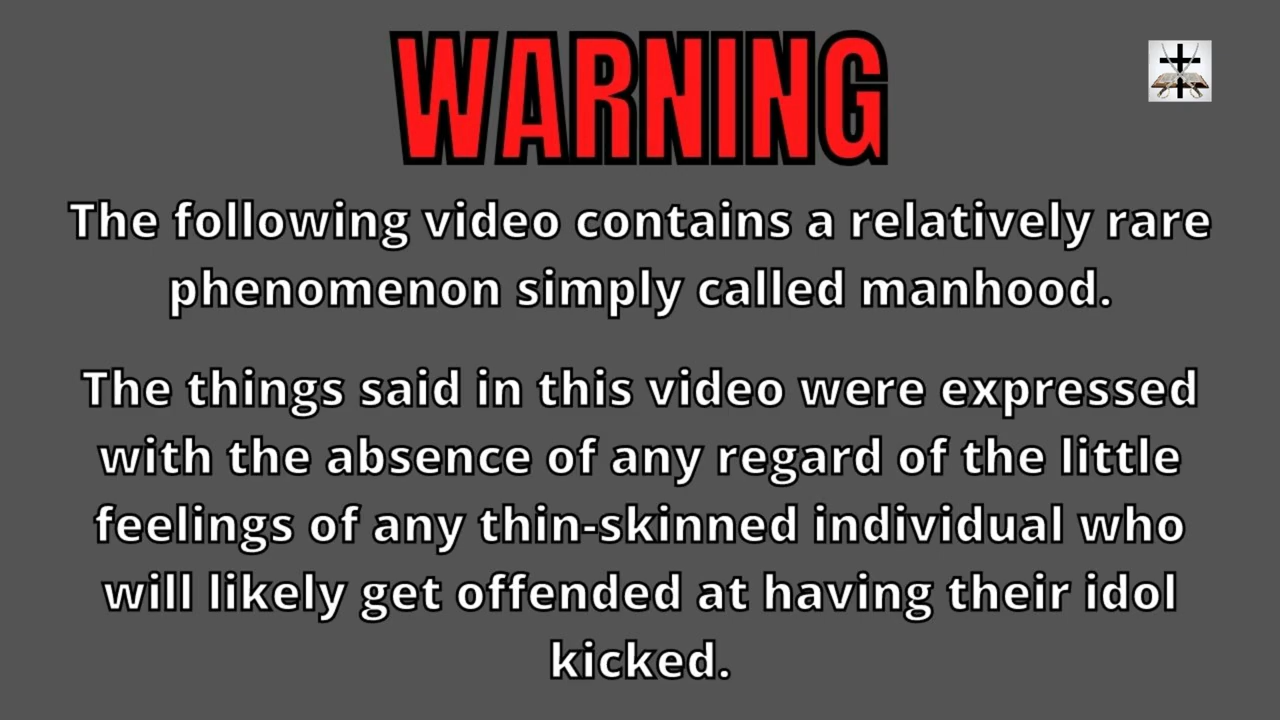 WARNING
The following video contains a relatively rare
phenomenon simply called manhood.
The things said in this video were expressed
with the absence of any regard of the little
feelings of any thin-skinned individual who
will likely get offended at having their idol
kicked.